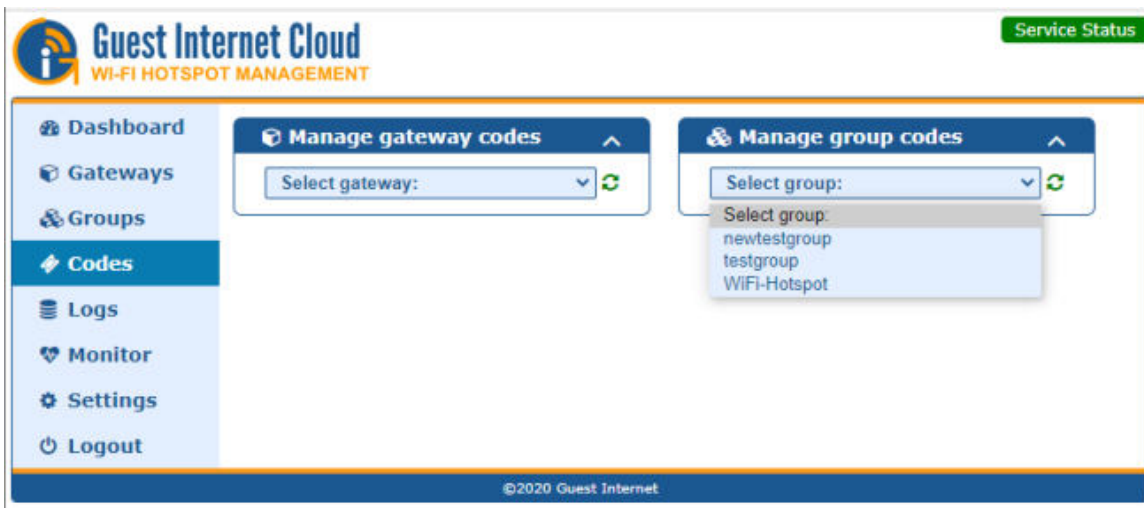 Guest Internet Cloud
WI-FI HOTSPOT MANAGEMENT
Service Status
Dashboard
Gateways
Groups
Codes
Logs
Monitor
Settings
Logout
Manage gateway codes
Select gateway:
Manage group codes
Select group:
Select group:
newtestgroup
testgroup
WiFi-Hotspot
©2020 Guest Internet